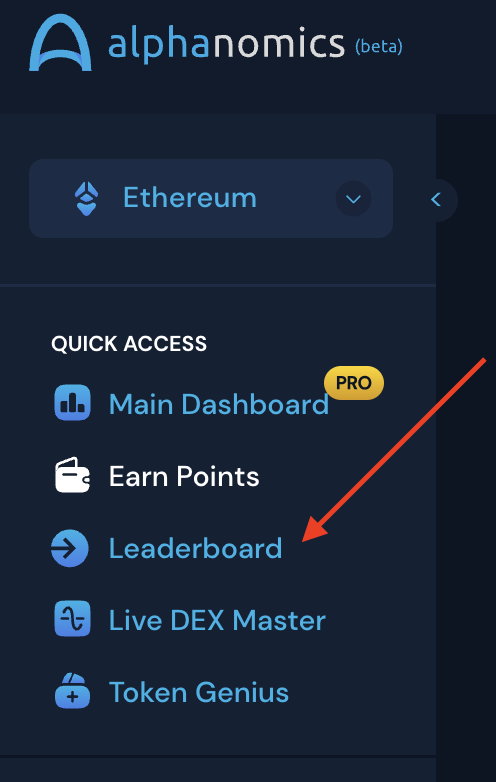 alphanomics (beta)
Ethereum
QUICK ACCESS
Main Dashboard PRO
Earn Points
Leaderboard
Live DEX Master
Token Genius